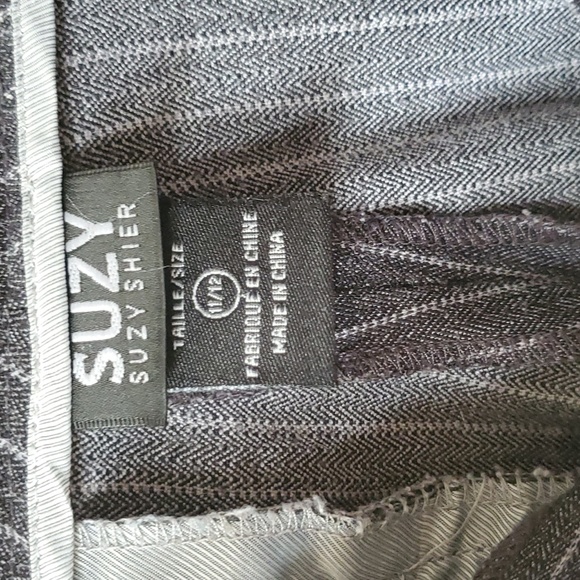 SUZY
SUZY SHIER
TAILLE/SIZE
11/12
FABRIQUÉ EN CHINE
MADE IN CHINA